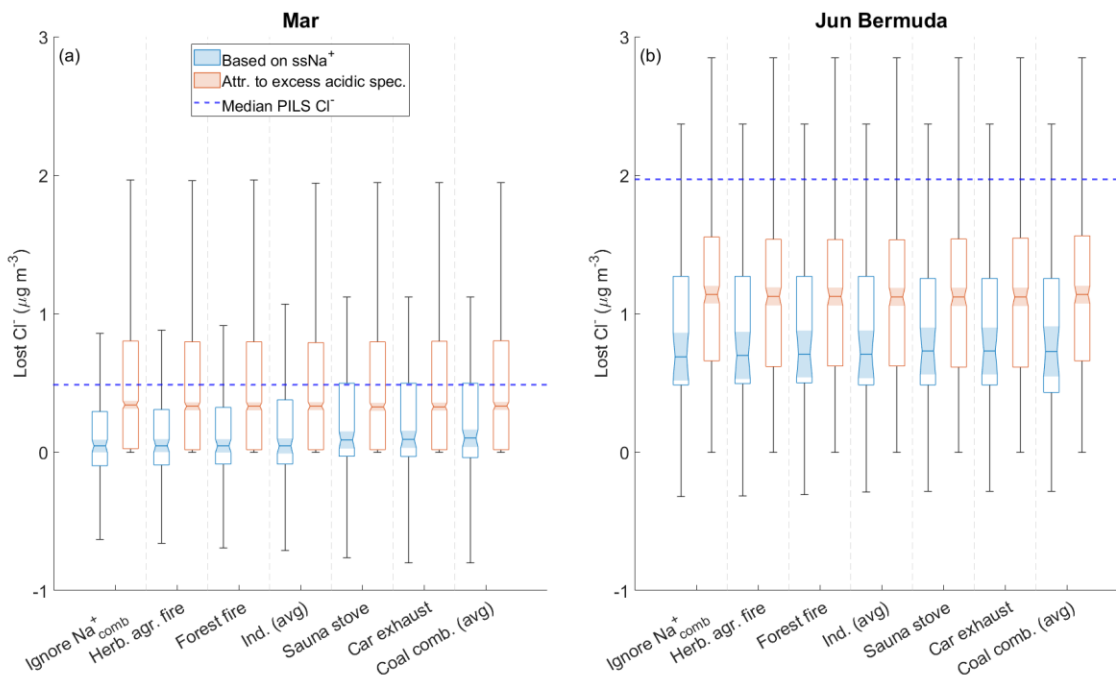 Mar
Jun Bermuda
(a)
Based on ssNa⁺
Attr. to excess acidic spec.
Median PILS Cl⁻
(b)
3
2
1
0
-1
Lost Cl⁻ (μg m⁻³)
Ignore Na⁺comb
Herb. agr. fire
Forest fire
Ind. (avg)
Sauna stove
Car exhaust
Coal comb. (avg)
3
2
1
0
-1
Lost Cl⁻ (μg m⁻³)
Ignore Na⁺comb
Herb. agr. fire
Forest fire
Ind. (avg)
Sauna stove
Car exhaust
Coal comb. (avg)